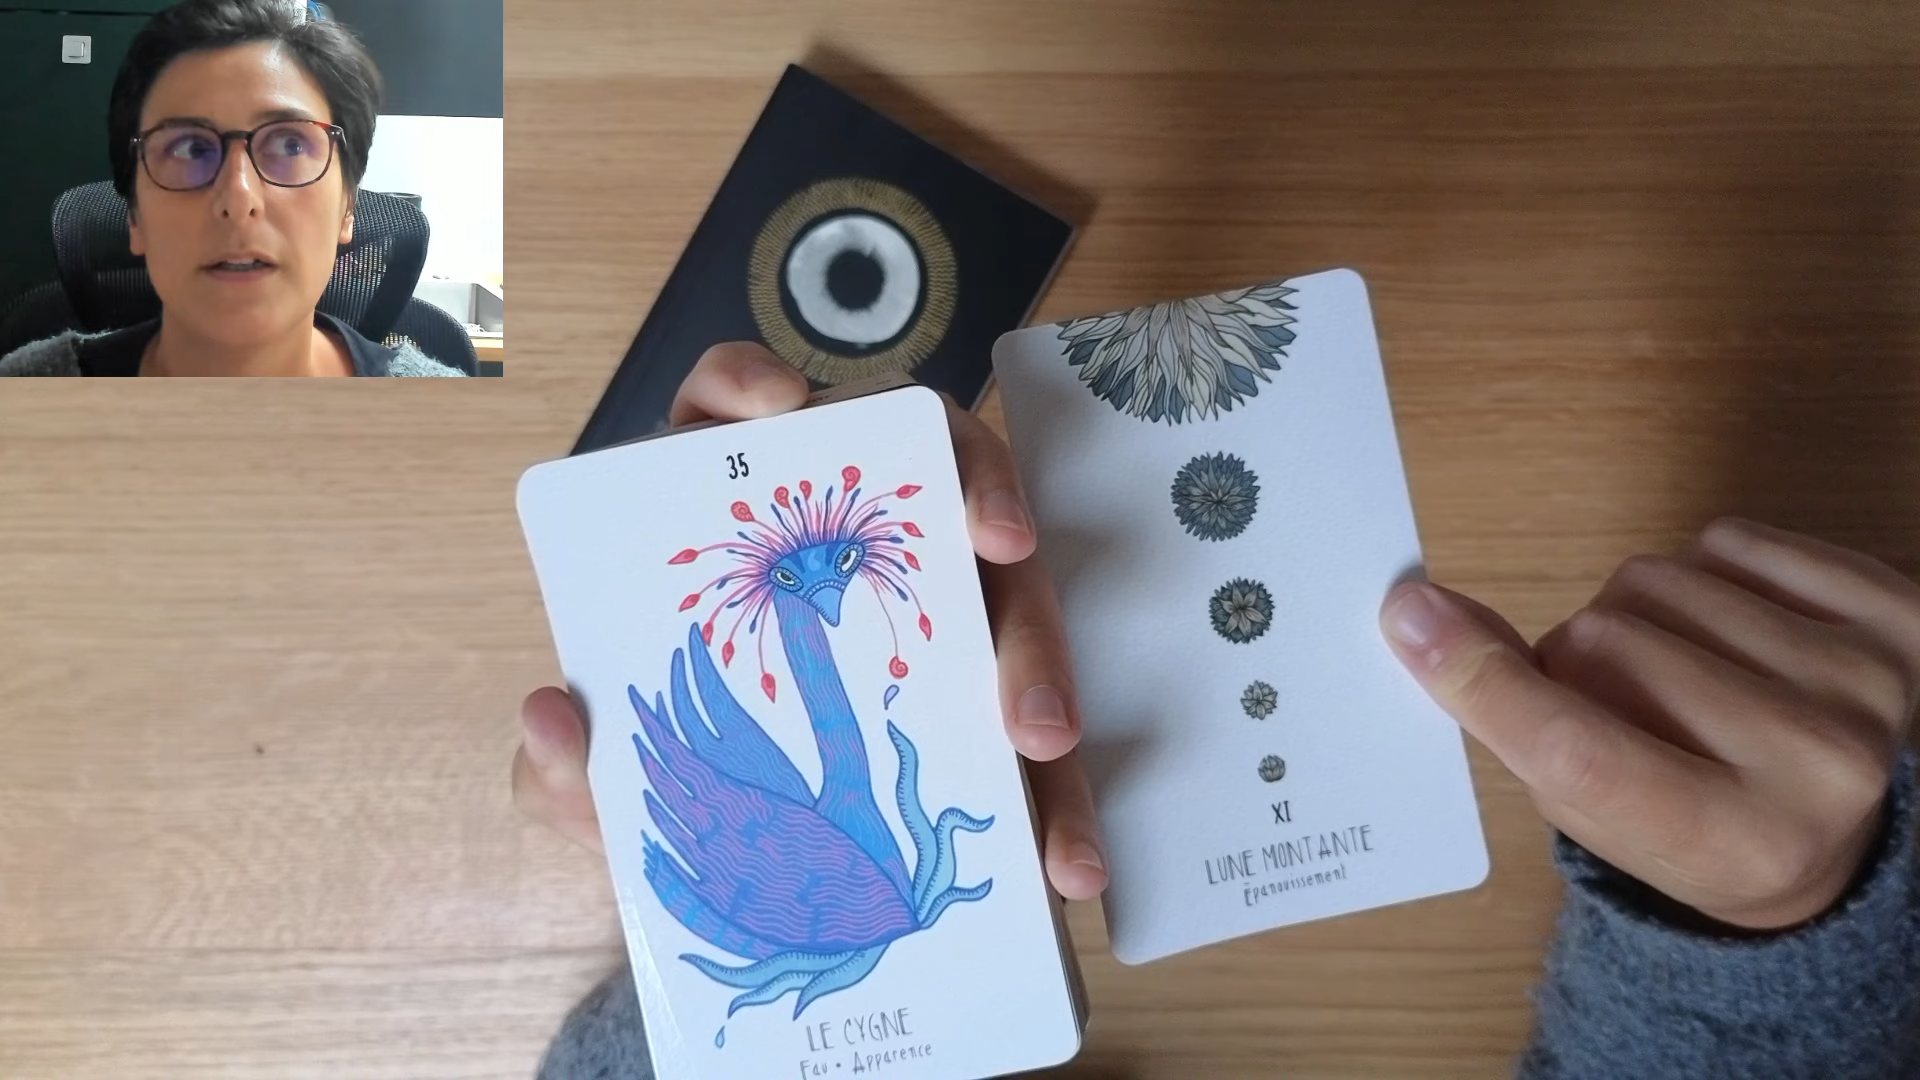 35
LE CYGNE
Eau • Apparence
XI
LUNE MONTANTE
Épanouissement